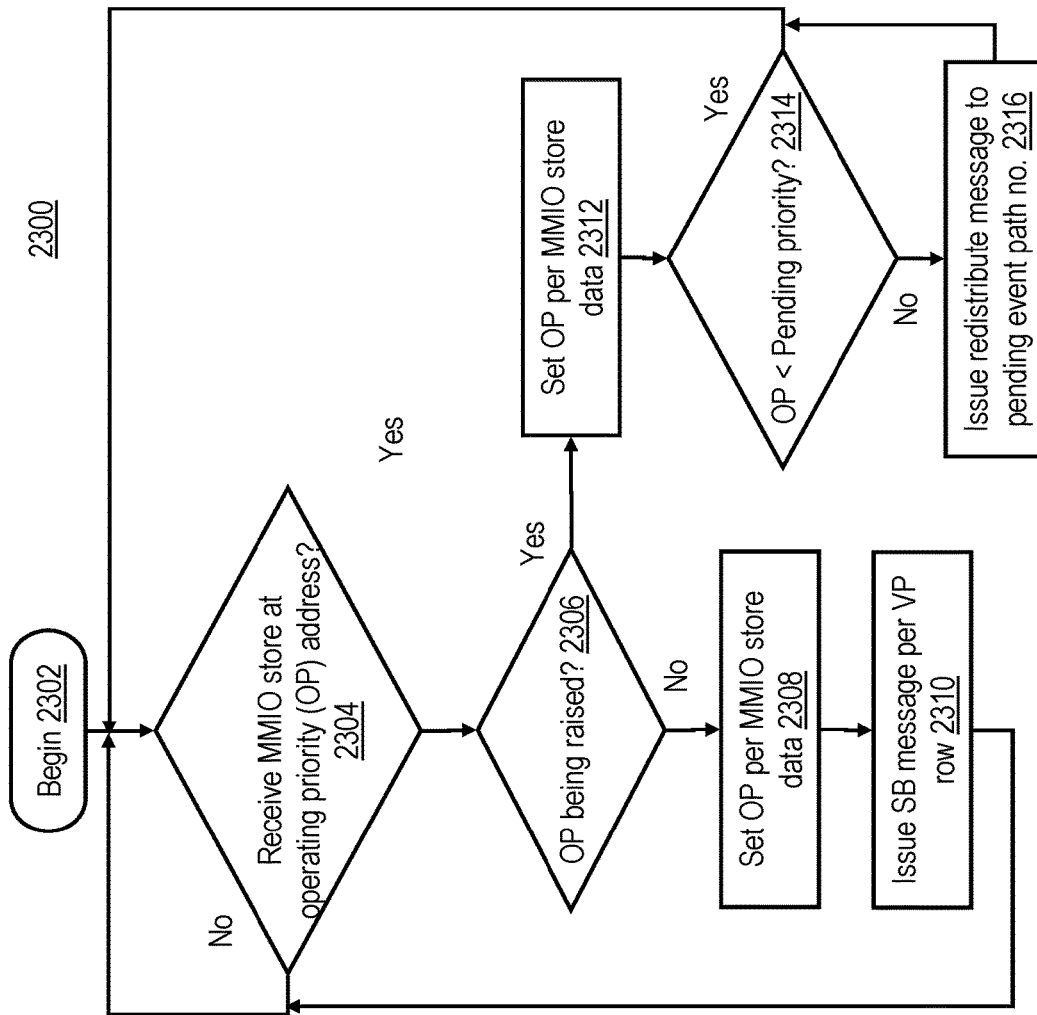 2300
Begin 2302
Receive MMIO store at
operating priority (OP) address?
2304
No
Yes
OP being raised? 2306
Yes
No
Set OP per MMIO store
data 2308
Issue SB message per VP
row 2310
Set OP per MMIO store
data 2312
OP < Pending priority? 2314
Yes
No
Issue redistribute message to
pending event path no. 2316